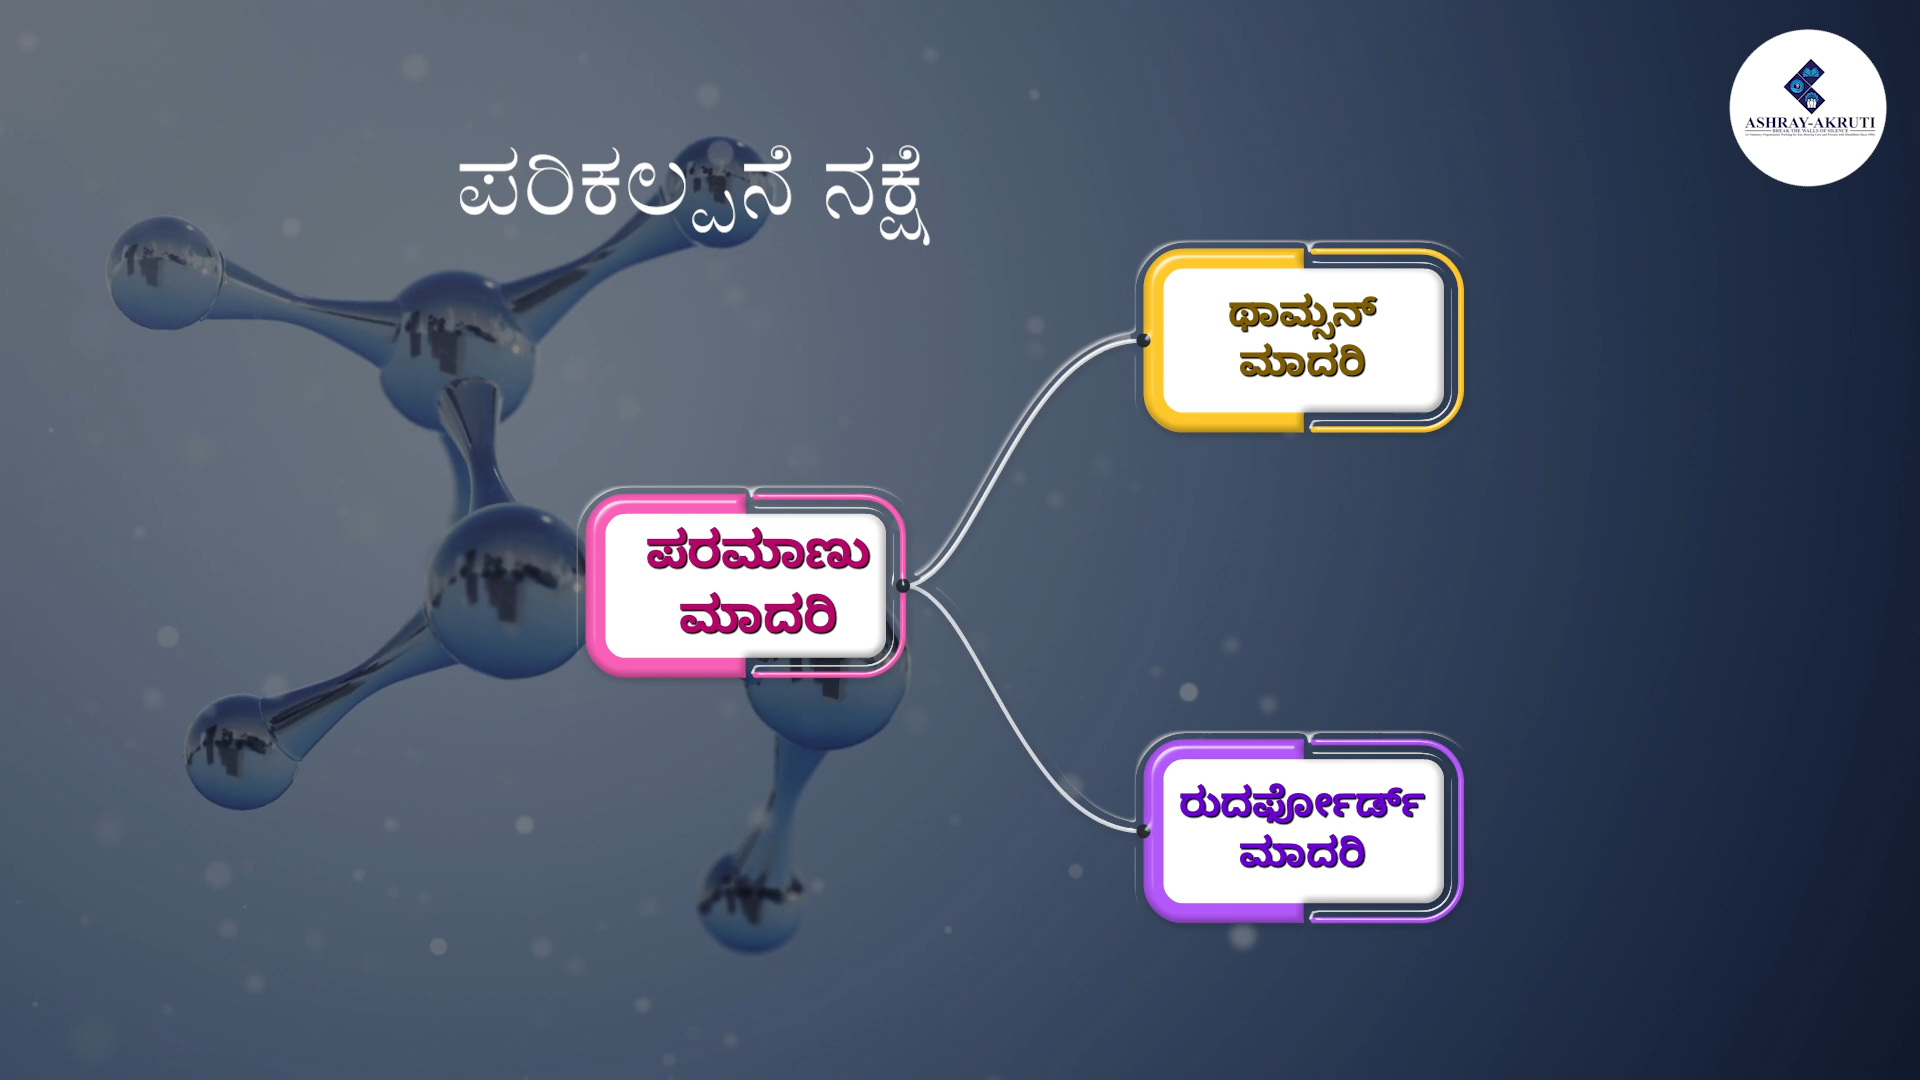 ಪರಿಕಲ್ಪನೆ ನಕ್ಷೆ
ಥಾಮ್ಸನ್
ಮಾದರಿ
ಪರಮಾಣು
ಮಾದರಿ
ರುದರ್ಫೋರ್ಡ್
ಮಾದರಿ
ASHRAY-AKRUTI
BREAK THE WALLS OF SILENCE